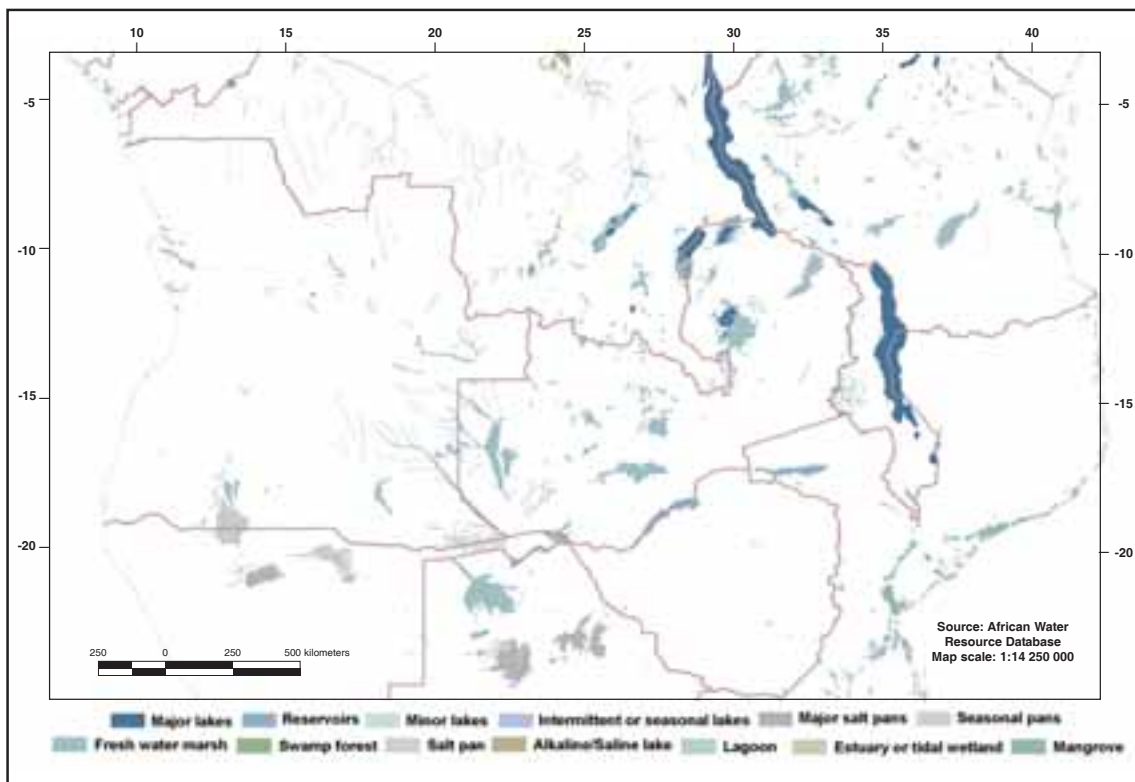 10 15 20 25 30 35 40
-5 -5
-10 -10
-15 -15
-20 -20
Source: African Water
Resource Database
Map scale: 1:14 250 000
250 0 250 500 kilometers
Major lakes Reservoirs Minor lakes Intermittent or seasonal lakes Major salt pans Seasonal pans
Fresh water marsh Swamp forest Salt pan Alkaline/Saline lake Lagoon Estuary or tidal wetland Mangrove